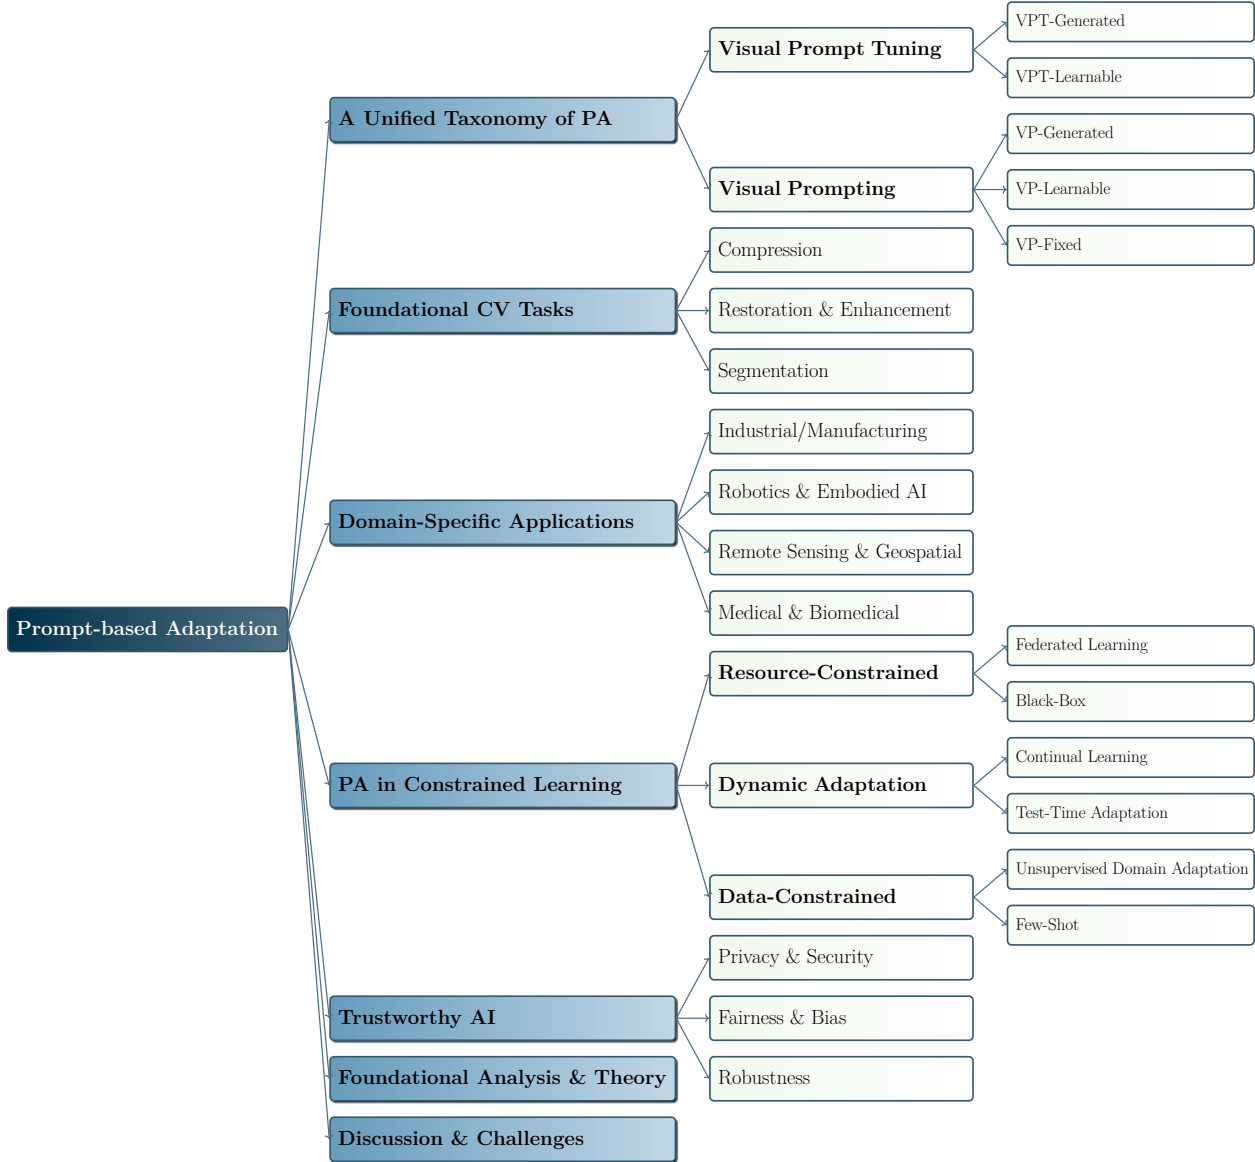 Prompt-based Adaptation
A Unified Taxonomy of PA
Visual Prompt Tuning
VPT-Generated
VPT-Learnable
Visual Prompting
VP-Generated
VP-Learnable
VP-Fixed
Foundational CV Tasks
Compression
Restoration & Enhancement
Segmentation
Domain-Specific Applications
Industrial/Manufacturing
Robotics & Embodied AI
Remote Sensing & Geospatial
Medical & Biomedical
PA in Constrained Learning
Resource-Constrained
Federated Learning
Black-Box
Dynamic Adaptation
Continual Learning
Test-Time Adaptation
Data-Constrained
Unsupervised Domain Adaptation
Few-Shot
Trustworthy AI
Privacy & Security
Fairness & Bias
Robustness
Foundational Analysis & Theory
Discussion & Challenges